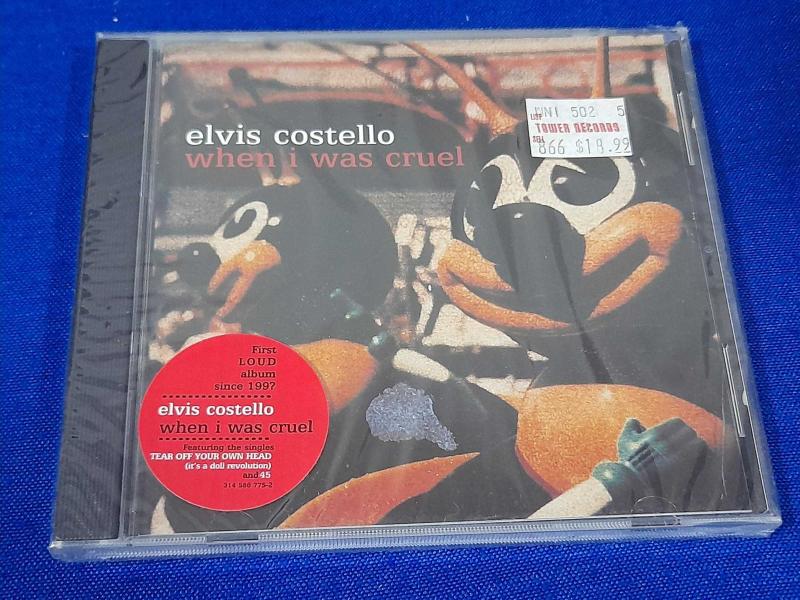 elvis costello
when i was cruel
UNI 502 5
TOWER RECORDS
866 $18.99
First
LOUD
album
since 199?
elvis costello
when i was cruel
Featuring the singles
TEAR OFF YOUR OWN HEAD
(it's a doll revolution)
and 45
314 586 775-2